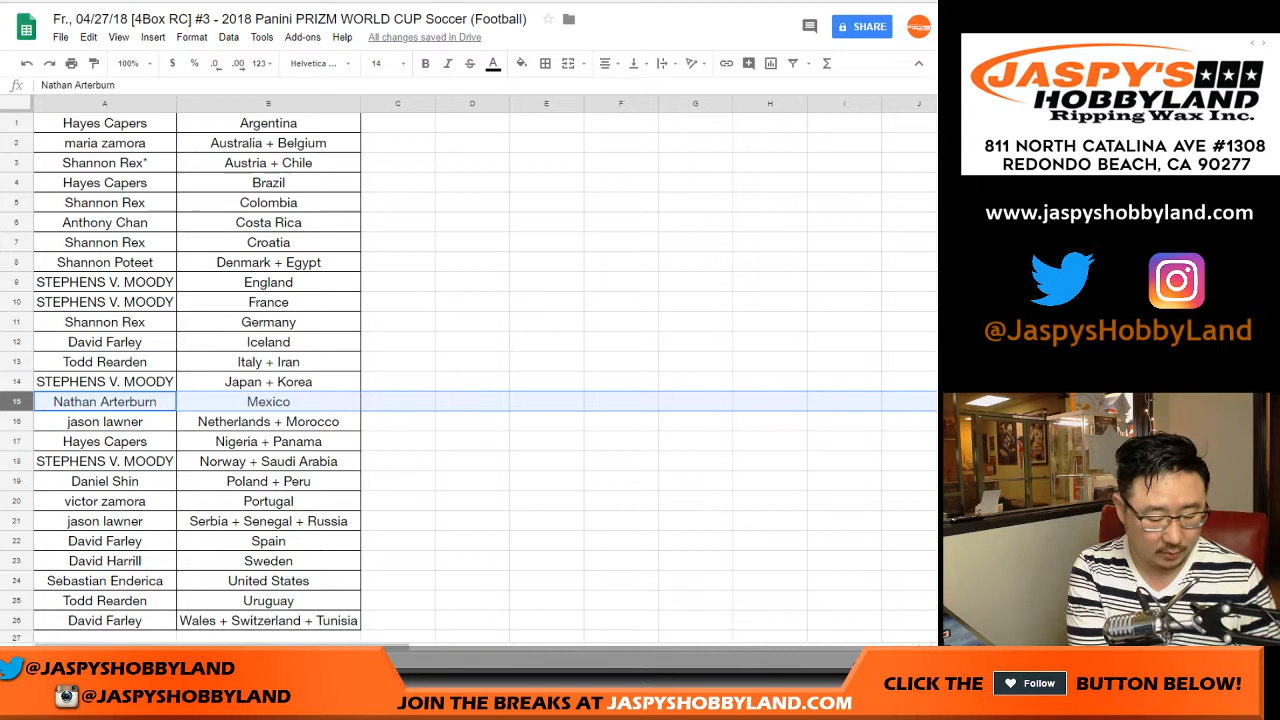 Fr., 04/27/18 [4Box RC] #3 - 2018 Panini PRIZM WORLD CUP Soccer (Football)
SHARE
File Edit View Insert Format Data Tools Add-ons Help All changes saved in Drive
100% $ % .0 .00 123 Helvetica ... 14 B I S A
fx Nathan Arterburn
A B C D E F G H I J
1 Hayes Capers Argentina
2 maria zamora Australia + Belgium
3 Shannon Rex* Austria + Chile
4 Hayes Capers Brazil
5 Shannon Rex Colombia
6 Anthony Chan Costa Rica
7 Shannon Rex Croatia
8 Shannon Poteet Denmark + Egypt
9 STEPHENS V. MOODY England
10 STEPHENS V. MOODY France
11 Shannon Rex Germany
12 David Farley Iceland
13 Todd Rearden Italy + Iran
14 STEPHENS V. MOODY Japan + Korea
15 Nathan Arterburn Mexico
16 jason lawner Netherlands + Morocco
17 Hayes Capers Nigeria + Panama
18 STEPHENS V. MOODY Norway + Saudi Arabia
19 Daniel Shin Poland + Peru
20 victor zamora Portugal
21 jason lawner Serbia + Senegal + Russia
22 David Farley Spain
23 David Harrill Sweden
24 Sebastian Enderica United States
25 Todd Rearden Uruguay
26 David Farley Wales + Switzerland + Tunisia
27
JASPY'S
HOBBYLAND
Ripping Wax Inc.
811 NORTH CATALINA AVE #1308
REDONDO BEACH, CA 90277
www.jaspyshobbyland.com
@JaspysHobbyLand
@JASPYSHOBBYLAND
@JASPYSHOBBYLAND
JOIN THE BREAKS AT JASPYSHOBBYLAND.COM
CLICK THE Follow BUTTON BELOW!